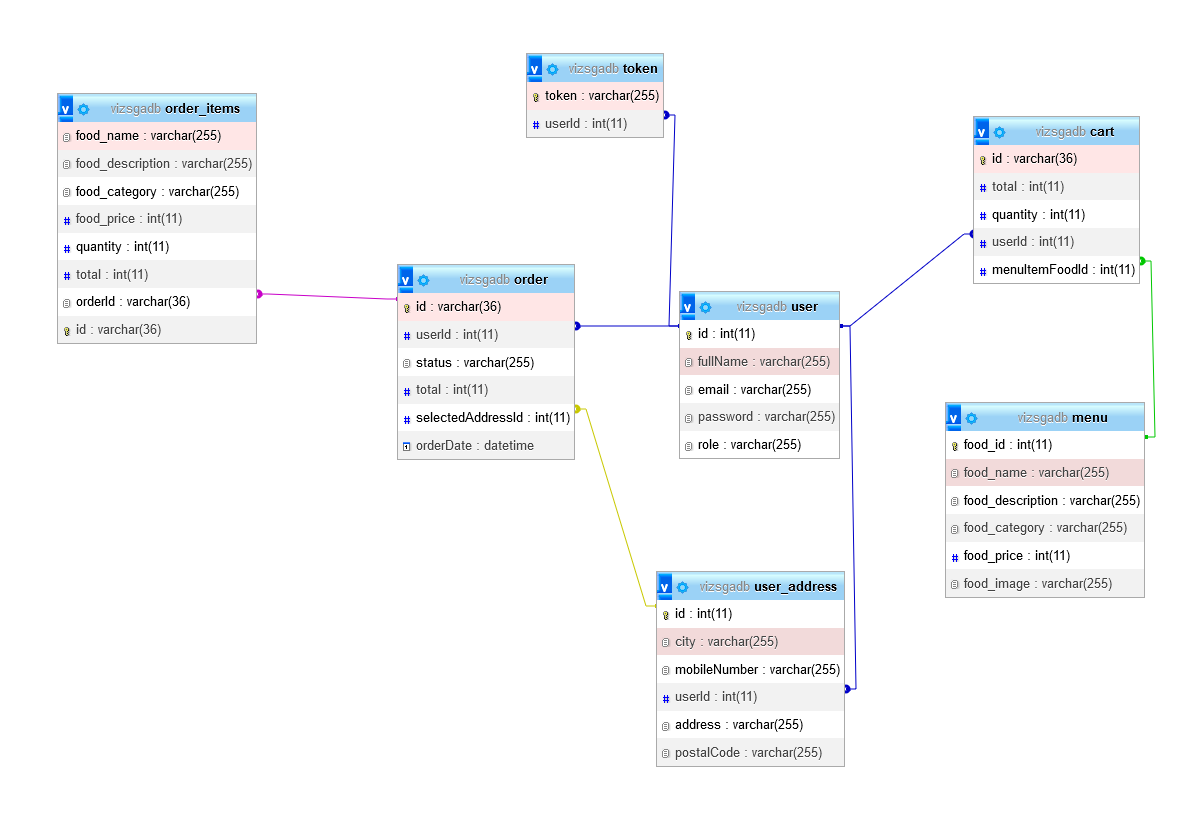 vizsgadb token
token : varchar(255)
userId : int(11)
vizsgadb order_items
food_name : varchar(255)
food_description : varchar(255)
food_category : varchar(255)
food_price : int(11)
quantity : int(11)
total : int(11)
orderId : varchar(36)
id : varchar(36)
vizsgadb cart
id : varchar(36)
total : int(11)
quantity : int(11)
userId : int(11)
menuItemFoodId : int(11)
vizsgadb order
id : varchar(36)
userId : int(11)
status : varchar(255)
total : int(11)
selectedAddressId : int(11)
orderDate : datetime
vizsgadb user
id : int(11)
fullName : varchar(255)
email : varchar(255)
password : varchar(255)
role : varchar(255)
vizsgadb menu
food_id : int(11)
food_name : varchar(255)
food_description : varchar(255)
food_category : varchar(255)
food_price : int(11)
food_image : varchar(255)
vizsgadb user_address
id : int(11)
city : varchar(255)
mobileNumber : varchar(255)
userId : int(11)
address : varchar(255)
postalCode : varchar(255)